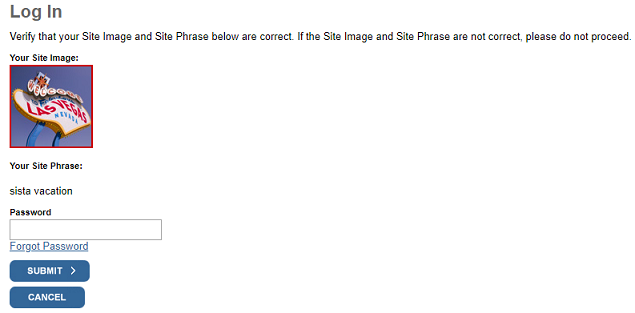 Log In
Verify that your Site Image and Site Phrase below are correct. If the Site Image and Site Phrase are not correct, please do not proceed.
Your Site Image:
WELCOME
LAS VEGAS
NEVADA
Your Site Phrase:
sista vacation
Password
Forgot Password
SUBMIT
CANCEL